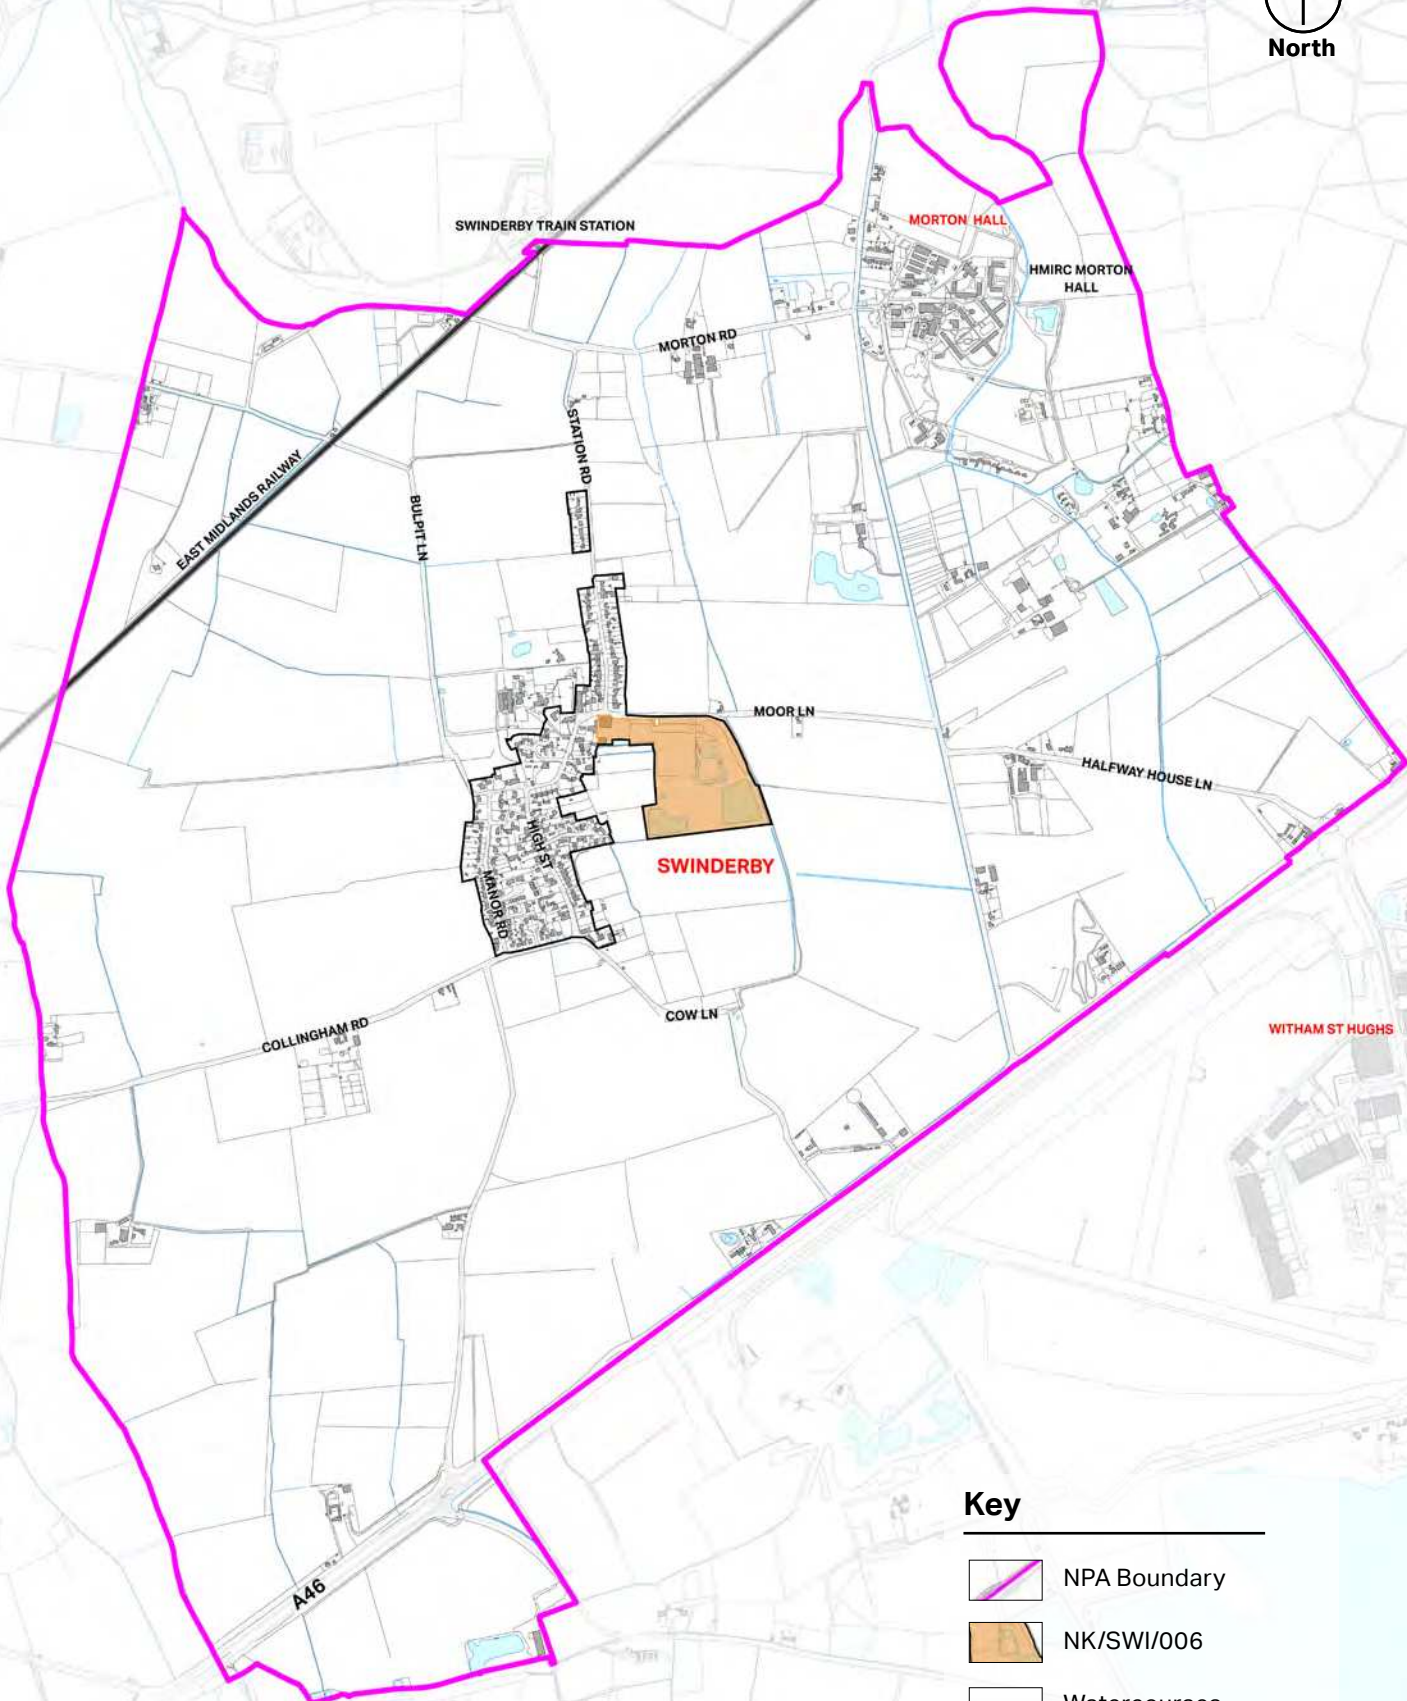 North
SWINDERBY TRAIN STATION
MORTON HALL
HMIRC MORTON
HALL
MORTON RD
STATION RD
EAST MIDLANDS RAILWAY
BULPIT LN
MOOR LN
HALFWAY HOUSE LN
HIGH ST
SWINDERBY
MANOR RD
COW LN
COLLINGHAM RD
WITHAM ST HUGHS
A46
Key
NPA Boundary
NK/SWI/006
Watercourses